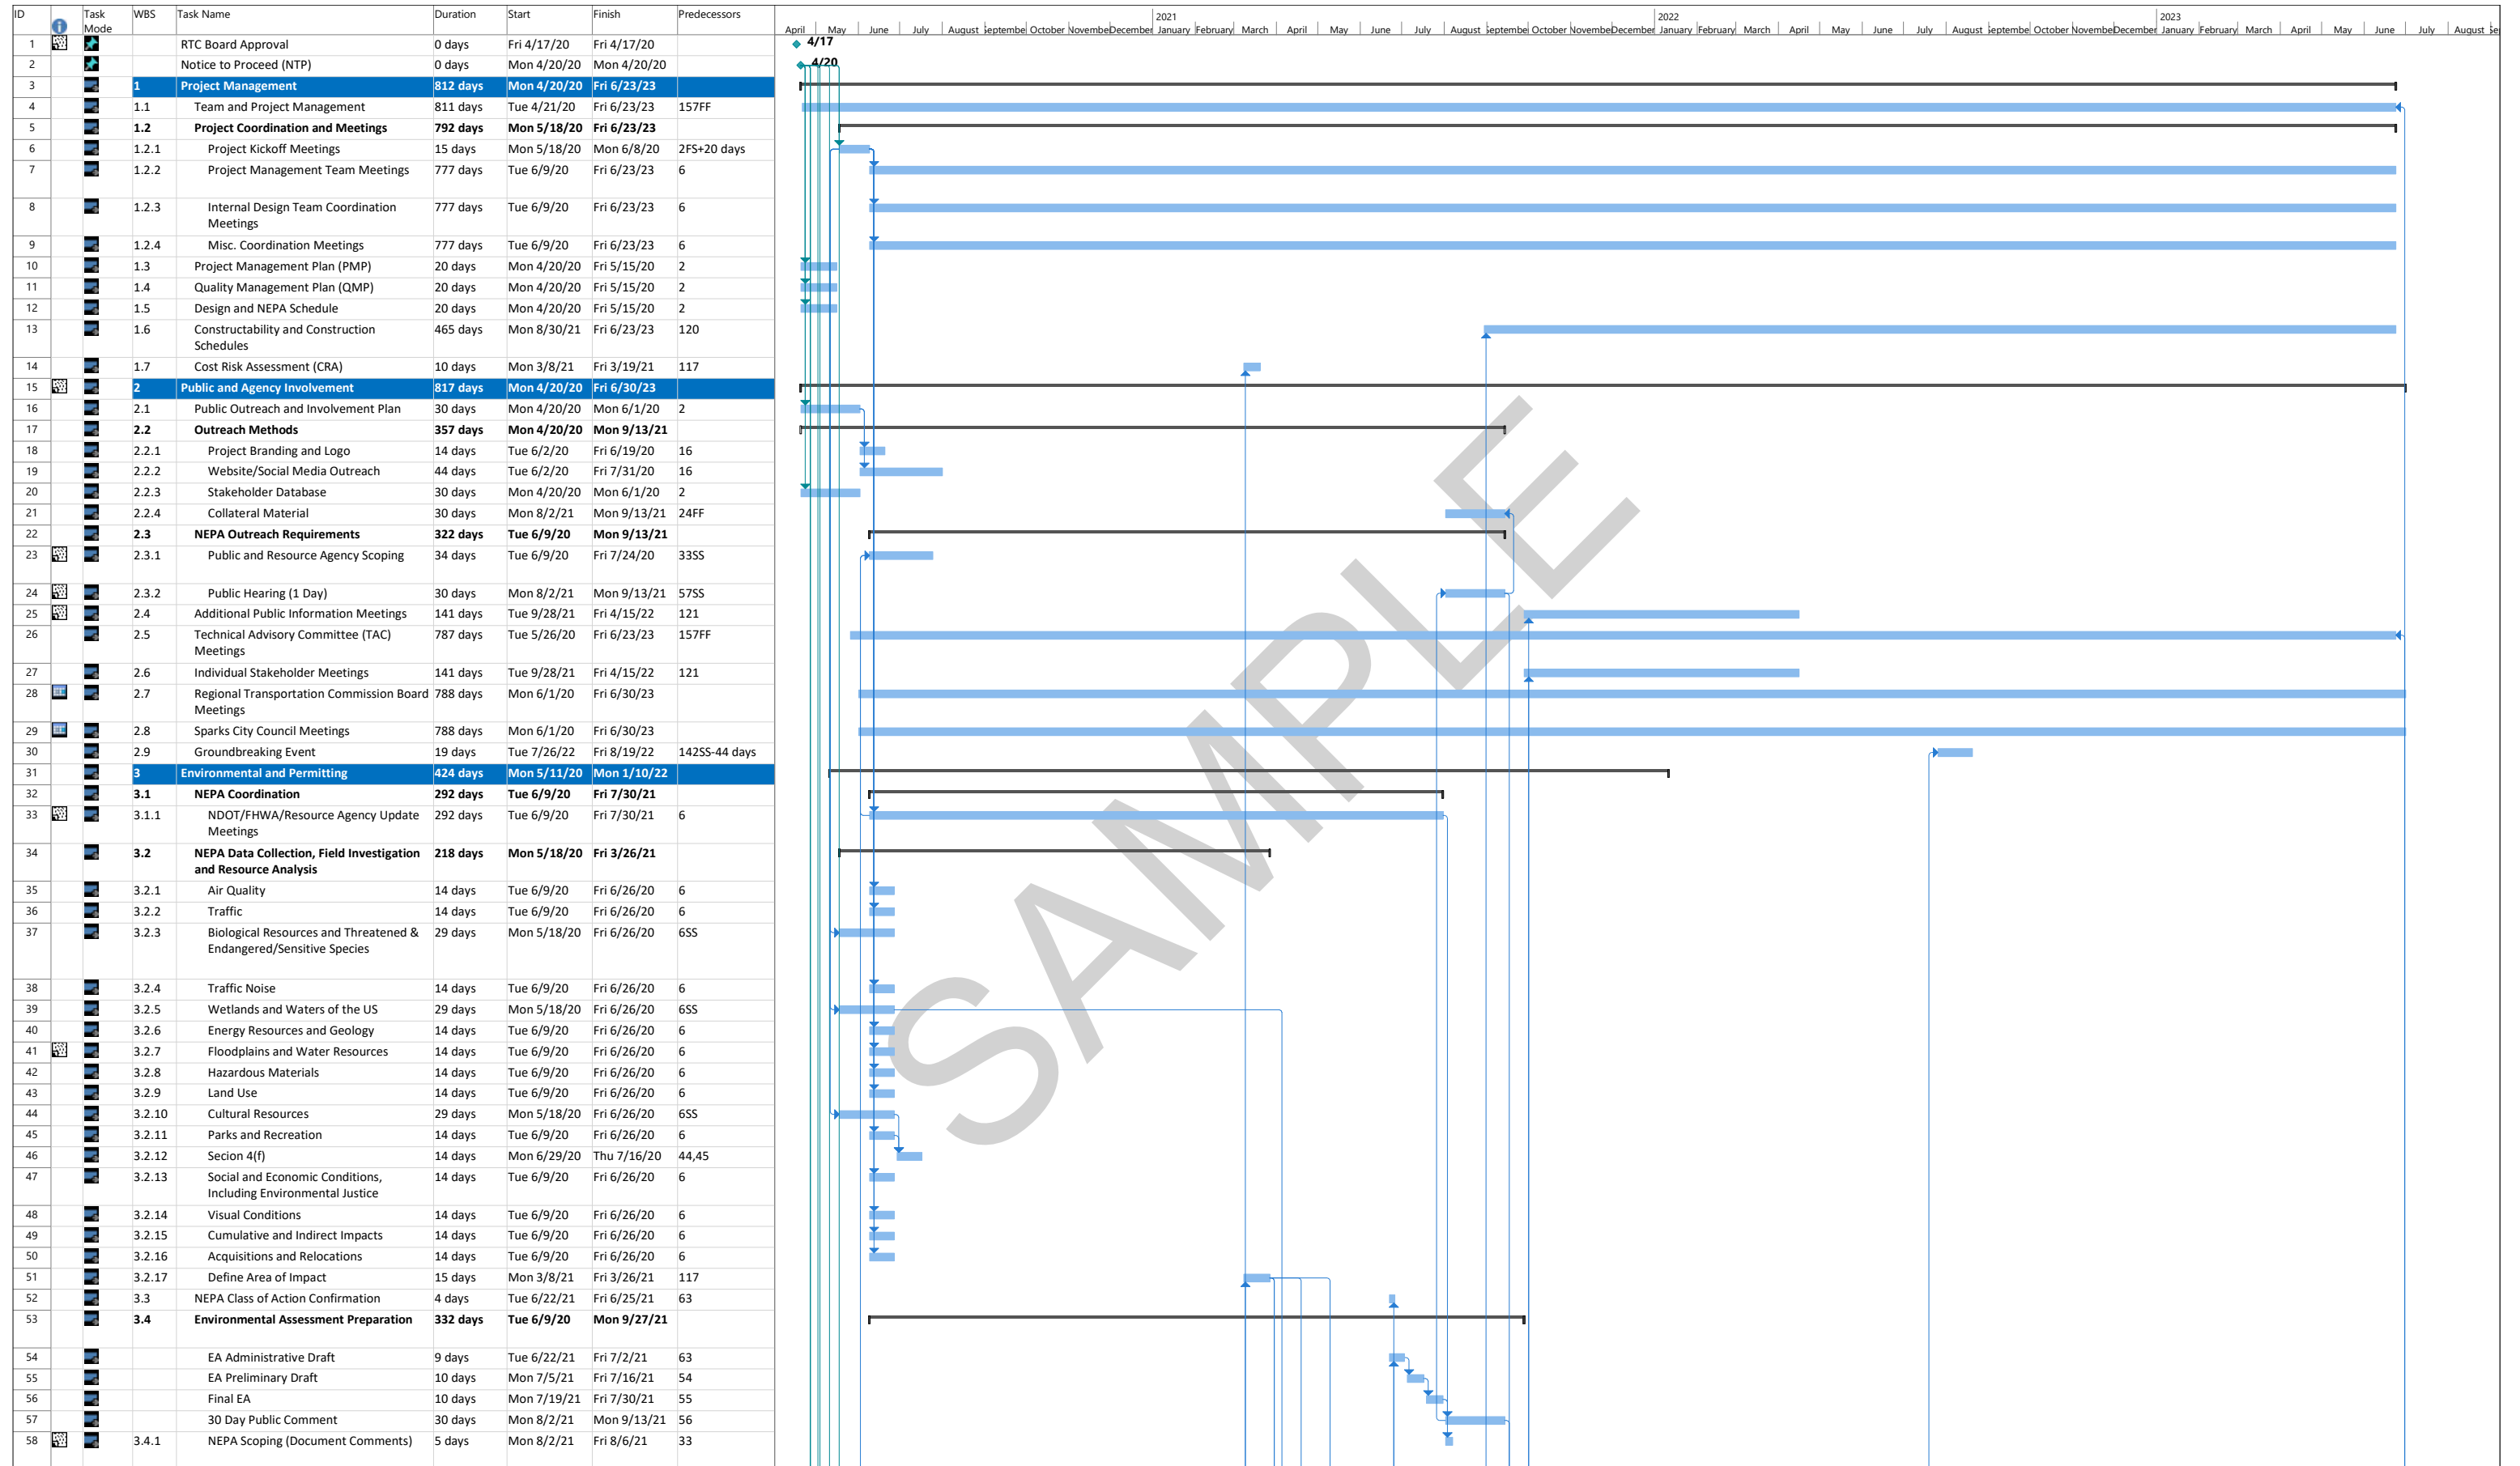 ID Task Mode WBS Task Name Duration Start Finish Predecessors
2021 2022 2023
April May June July August Septembe October Novembe December January February March April May June July August Septembe October Novembe December January February March April May June July August Septembe October Novembe December January February March April May June July August Se
1 RTC Board Approval 0 days Fri 4/17/20 Fri 4/17/20 4/17
2 Notice to Proceed (NTP) 0 days Mon 4/20/20 Mon 4/20/20 4/20
3 1 Project Management 812 days Mon 4/20/20 Fri 6/23/23
4 1.1 Team and Project Management 811 days Tue 4/21/20 Fri 6/23/23 157FF
5 1.2 Project Coordination and Meetings 792 days Mon 5/18/20 Fri 6/23/23
6 1.2.1 Project Kickoff Meetings 15 days Mon 5/18/20 Mon 6/8/20 2FS+20 days
7 1.2.2 Project Management Team Meetings 777 days Tue 6/9/20 Fri 6/23/23 6
8 1.2.3 Internal Design Team Coordination 777 days Tue 6/9/20 Fri 6/23/23 6
Meetings
9 1.2.4 Misc. Coordination Meetings 777 days Tue 6/9/20 Fri 6/23/23 6
10 1.3 Project Management Plan (PMP) 20 days Mon 4/20/20 Fri 5/15/20 2
11 1.4 Quality Management Plan (QMP) 20 days Mon 4/20/20 Fri 5/15/20 2
12 1.5 Design and NEPA Schedule 20 days Mon 4/20/20 Fri 5/15/20 2
13 1.6 Constructability and Construction 465 days Mon 8/30/21 Fri 6/23/23 120
Schedules
14 1.7 Cost Risk Assessment (CRA) 10 days Mon 3/8/21 Fri 3/19/21 117
15 2 Public and Agency Involvement 817 days Mon 4/20/20 Fri 6/30/23
16 2.1 Public Outreach and Involvement Plan 30 days Mon 4/20/20 Mon 6/1/20 2
17 2.2 Outreach Methods 357 days Mon 4/20/20 Mon 9/13/21
18 2.2.1 Project Branding and Logo 14 days Tue 6/2/20 Fri 6/19/20 16
19 2.2.2 Website/Social Media Outreach 44 days Tue 6/2/20 Fri 7/31/20 16
20 2.2.3 Stakeholder Database 30 days Mon 4/20/20 Mon 6/1/20 2
21 2.2.4 Collateral Material 30 days Mon 8/2/21 Mon 9/13/21 24FF
22 2.3 NEPA Outreach Requirements 322 days Tue 6/9/20 Mon 9/13/21
23 2.3.1 Public and Resource Agency Scoping 34 days Tue 6/9/20 Fri 7/24/20 33SS
24 2.3.2 Public Hearing (1 Day) 30 days Mon 8/2/21 Mon 9/13/21 57SS
25 2.4 Additional Public Information Meetings 141 days Tue 9/28/21 Fri 4/15/22 121
26 2.5 Technical Advisory Committee (TAC) 787 days Tue 5/26/20 Fri 6/23/23 157FF
Meetings
27 2.6 Individual Stakeholder Meetings 141 days Tue 9/28/21 Fri 4/15/22 121
28 2.7 Regional Transportation Commission Board 788 days Mon 6/1/20 Fri 6/30/23
Meetings
29 2.8 Sparks City Council Meetings 788 days Mon 6/1/20 Fri 6/30/23
30 2.9 Groundbreaking Event 19 days Tue 7/26/22 Fri 8/19/22 142SS-44 days
31 3 Environmental and Permitting 424 days Mon 5/11/20 Mon 1/10/22
32 3.1 NEPA Coordination 292 days Tue 6/9/20 Fri 7/30/21
33 3.1.1 NDOT/FHWA/Resource Agency Update 292 days Tue 6/9/20 Fri 7/30/21 6
Meetings
34 3.2 NEPA Data Collection, Field Investigation 218 days Mon 5/18/20 Fri 3/26/21
and Resource Analysis
35 3.2.1 Air Quality 14 days Tue 6/9/20 Fri 6/26/20 6
36 3.2.2 Traffic 14 days Tue 6/9/20 Fri 6/26/20 6
37 3.2.3 Biological Resources and Threatened & 29 days Mon 5/18/20 Fri 6/26/20 6SS
Endangered/Sensitive Species
38 3.2.4 Traffic Noise 14 days Tue 6/9/20 Fri 6/26/20 6
39 3.2.5 Wetlands and Waters of the US 29 days Mon 5/18/20 Fri 6/26/20 6SS
40 3.2.6 Energy Resources and Geology 14 days Tue 6/9/20 Fri 6/26/20 6
41 3.2.7 Floodplains and Water Resources 14 days Tue 6/9/20 Fri 6/26/20 6
42 3.2.8 Hazardous Materials 14 days Tue 6/9/20 Fri 6/26/20 6
43 3.2.9 Land Use 14 days Tue 6/9/20 Fri 6/26/20 6
44 3.2.10 Cultural Resources 29 days Mon 5/18/20 Fri 6/26/20 6SS
45 3.2.11 Parks and Recreation 14 days Tue 6/9/20 Fri 6/26/20 6
46 3.2.12 Secion 4(f) 14 days Mon 6/29/20 Thu 7/16/20 44,45
47 3.2.13 Social and Economic Conditions, 14 days Tue 6/9/20 Fri 6/26/20 6
Including Environmental Justice
48 3.2.14 Visual Conditions 14 days Tue 6/9/20 Fri 6/26/20 6
49 3.2.15 Cumulative and Indirect Impacts 14 days Tue 6/9/20 Fri 6/26/20 6
50 3.2.16 Acquisitions and Relocations 14 days Tue 6/9/20 Fri 6/26/20 6
51 3.2.17 Define Area of Impact 15 days Mon 3/8/21 Fri 3/26/21 117
52 3.3 NEPA Class of Action Confirmation 4 days Tue 6/22/21 Fri 6/25/21 63
53 3.4 Environmental Assessment Preparation 332 days Tue 6/9/20 Mon 9/27/21
54 EA Administrative Draft 9 days Tue 6/22/21 Fri 7/2/21 63
55 EA Preliminary Draft 10 days Mon 7/5/21 Fri 7/16/21 54
56 Final EA 10 days Mon 7/19/21 Fri 7/30/21 55
57 30 Day Public Comment 30 days Mon 8/2/21 Mon 9/13/21 56
58 3.4.1 NEPA Scoping (Document Comments) 5 days Mon 8/2/21 Fri 8/6/21 33
SAMPLE